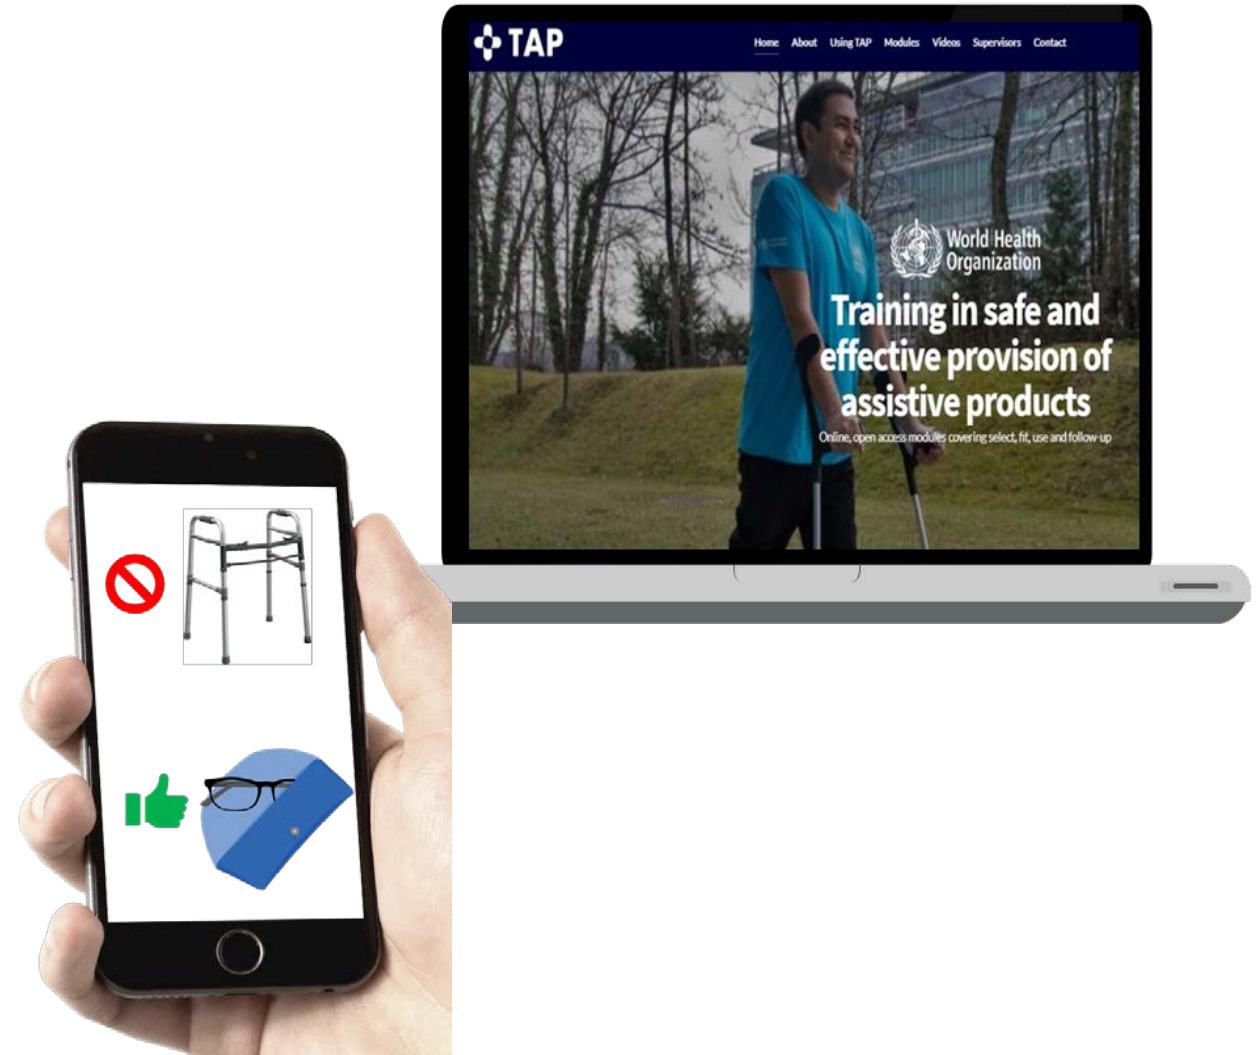 TAP
Home About Using TAP Modules Videos Supervisors Contact
World Health
Organization
Training in safe and
effective provision of
assistive products
Online, open access modules covering select, fit, use and follow-up